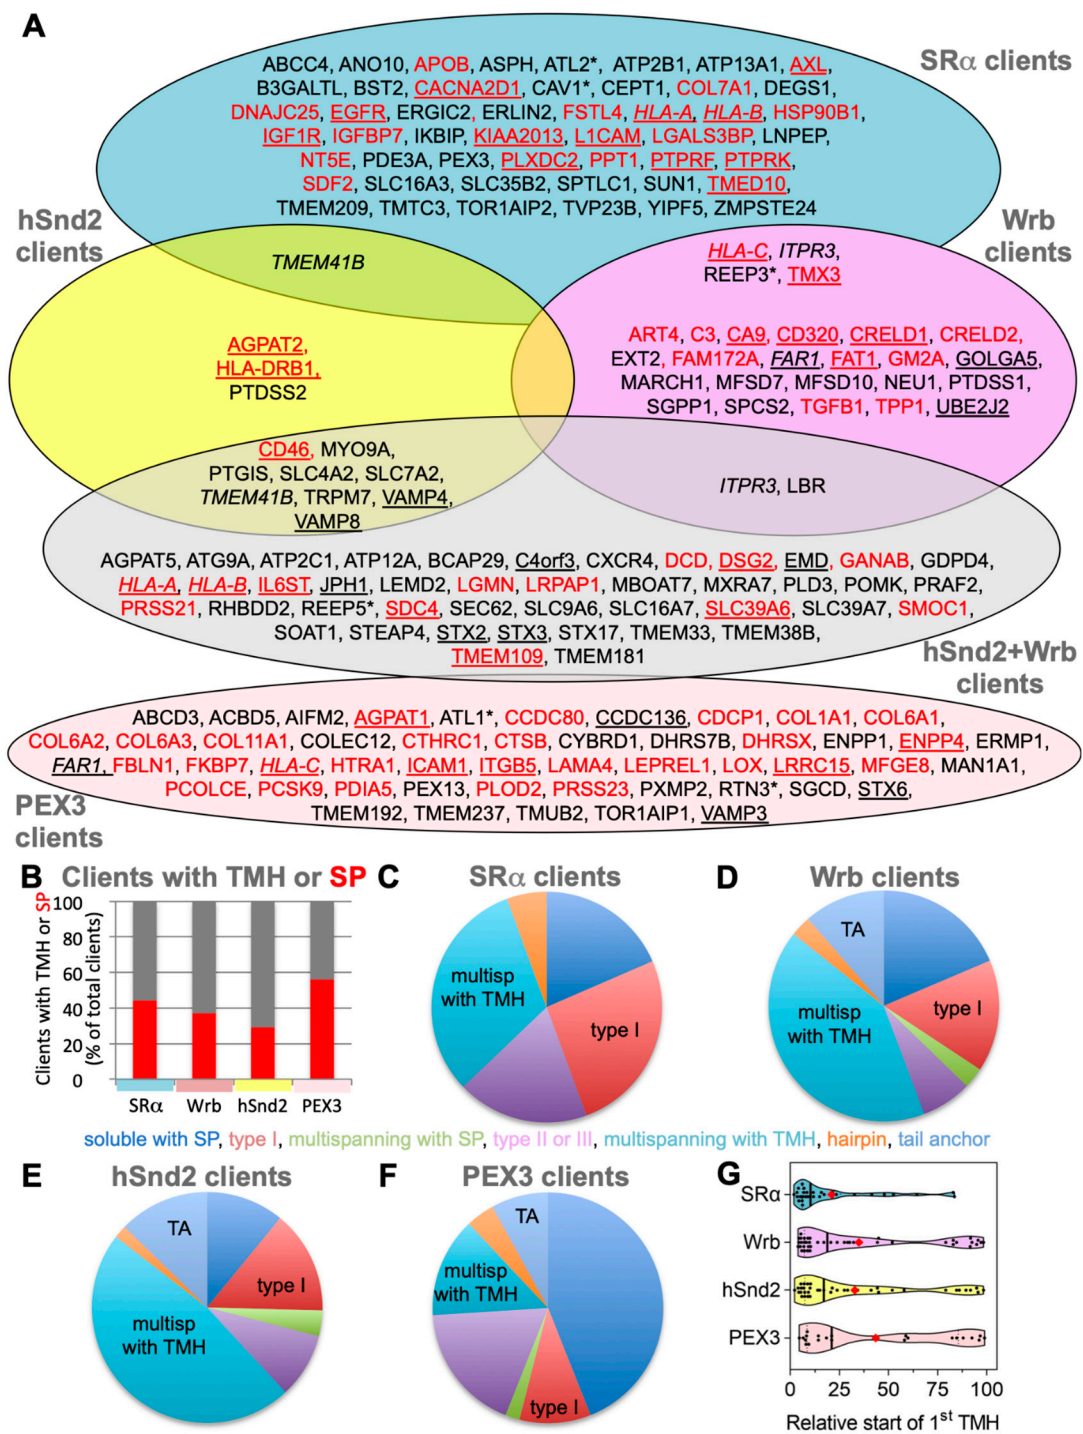 A
SRα clients
ABCC4, ANO10, APOB, ASPH, ATL2*, ATP2B1, ATP13A1, AXL,
B3GALTL, BST2, CACNA2D1, CAV1*, CEPT1, COL7A1, DEGS1,
DNAJC25, EGFR, ERGIC2, ERLIN2, FSTL4, HLA-A, HLA-B, HSP90B1,
IGF1R, IGFBP7, IKBIP, KIAA2013, L1CAM, LGALS3BP, LNPEP,
NT5E, PDE3A, PEX3, PLXDC2, PPT1, PTPRF, PTPRK,
SDF2, SLC16A3, SLC35B2, SPTLC1, SUN1, TMED10,
TMEM209, TMTC3, TOR1AIP2, TVP23B, YIPF5, ZMPSTE24
hSnd2
clients
Wrb
clients
TMEM41B
HLA-C, ITPR3,
REEP3*, TMX3
AGPAT2,
HLA-DRB1,
PTDSS2
ART4, C3, CA9, CD320, CRELD1, CRELD2,
EXT2, FAM172A, FAR1, FAT1, GM2A, GOLGA5,
MARCH1, MFSD7, MFSD10, NEU1, PTDSS1,
SGPP1, SPCS2, TGFB1, TPP1, UBE2J2
CD46, MYO9A,
PTGIS, SLC4A2, SLC7A2,
TMEM41B, TRPM7, VAMP4,
VAMP8
ITPR3, LBR
AGPAT5, ATG9A, ATP2C1, ATP12A, BCAP29, C4orf3, CXCR4, DCD, DSG2, EMD, GANAB, GDPD4,
HLA-A, HLA-B, IL6ST, JPH1, LEMD2, LGMN, LRPAP1, MBOAT7, MXRA7, PLD3, POMK, PRAF2,
PRSS21, RHBDD2, REEP5*, SDC4, SEC62, SLC9A6, SLC16A7, SLC39A6, SLC39A7, SMOC1,
SOAT1, STEAP4, STX2, STX3, STX17, TMEM33, TMEM38B,
TMEM109, TMEM181
hSnd2+Wrb
clients
ABCD3, ACBD5, AIFM2, AGPAT1, ATL1*, CCDC80, CCDC136, CDCP1, COL1A1, COL6A1,
COL6A2, COL6A3, COL11A1, COLEC12, CTHRC1, CTSB, CYBRD1, DHRS7B, DHRSX, ENPP1, ENPP4, ERMP1,
FAR1, FBLN1, FKBP7, HLA-C, HTRA1, ICAM1, ITGB5, LAMA4, LEPREL1, LOX, LRRC15, MFGE8, MAN1A1,
PCOLCE, PCSK9, PDIA5, PEX13, PLOD2, PRSS23, PXMP2, RTN3*, SGCD, STX6,
TMEM192, TMEM237, TMUB2, TOR1AIP1, VAMP3
PEX3
clients
B Clients with TMH or SP
Clients with TMH or SP
(% of total clients)
100
80
60
40
20
0
SRα Wrb hSnd2 PEX3
C SRα clients
multisp
with TMH
type I
D Wrb clients
TA
multisp
with TMH
type I
soluble with SP, type I, multispanning with SP, type II or III, multispanning with TMH, hairpin, tail anchor
E hSnd2 clients
TA
type I
multisp
with TMH
F PEX3 clients
TA
multisp
with TMH
type I
G
SRα
Wrb
hSnd2
PEX3
0 25 50 75 100
Relative start of 1st TMH